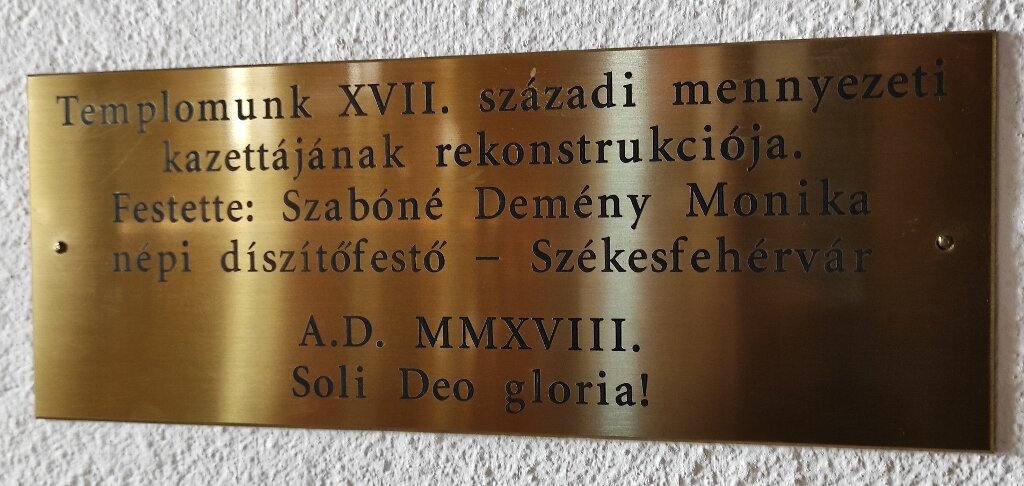 Templomunk XVII. századi mennyezeti
kazettájának rekonstrukciója.
Festette: Szabóné Demény Monika
népi díszítőfestő – Székesfehérvár
A.D. MMXVIII.
Soli Deo gloria!